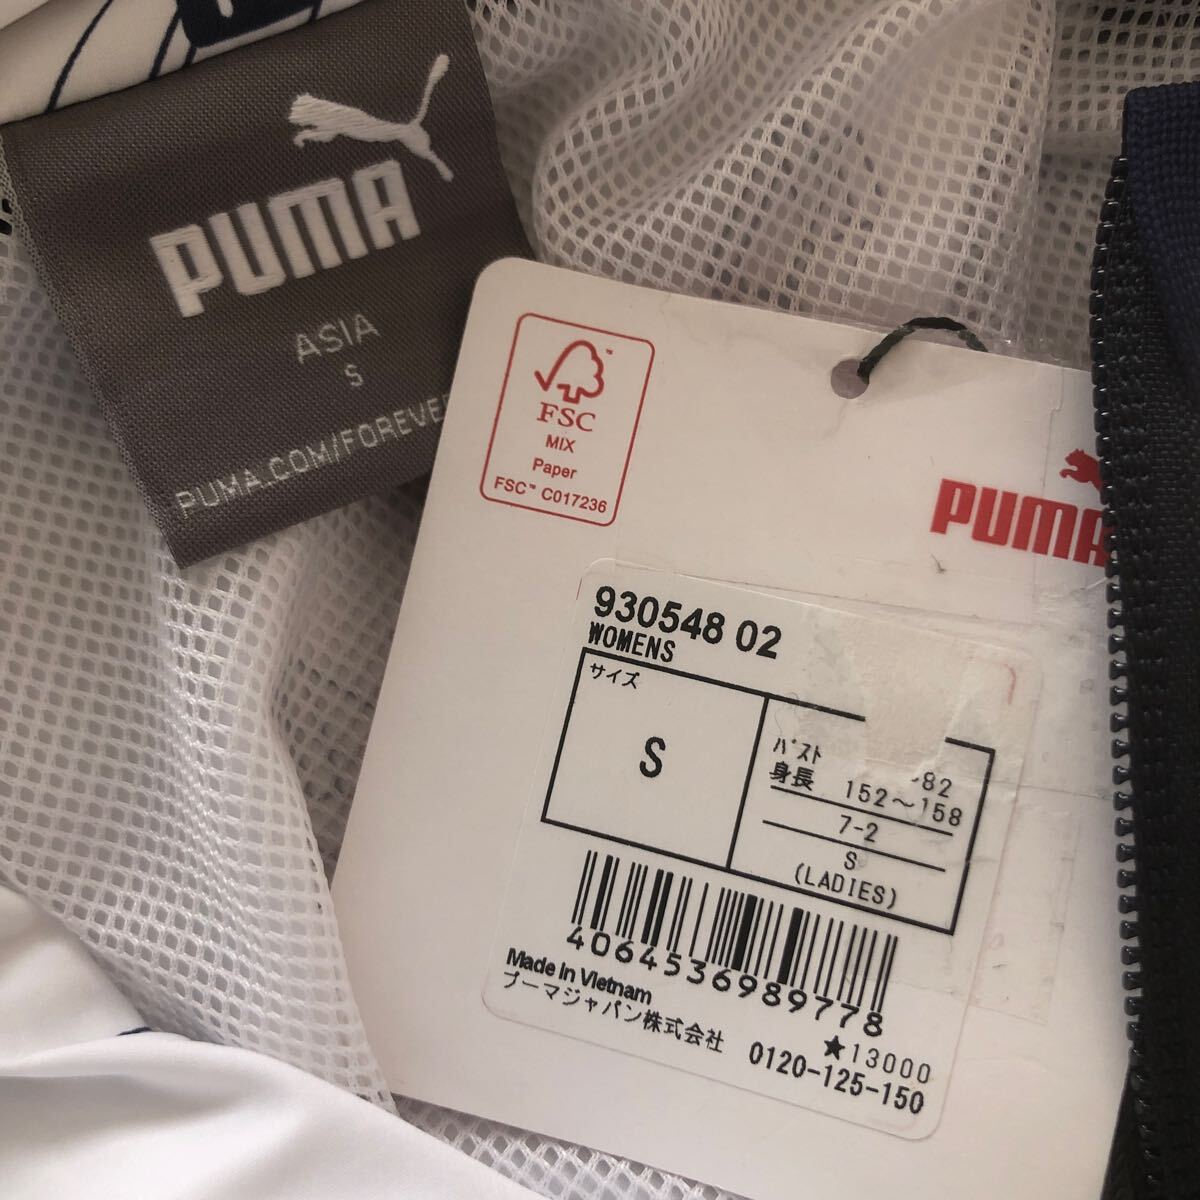 PUMA
ASIA
S
PUMA.COM/FOREVER
FSC
MIX
Paper
FSC™ C017236
PUMA
930548 02
WOMENS
サイズ
S
バスト -82
身長 152～158
7-2
S
(LADIES)
4064536989778
Made in Vietnam
プーマジャパン株式会社
★13000
0120-125-150